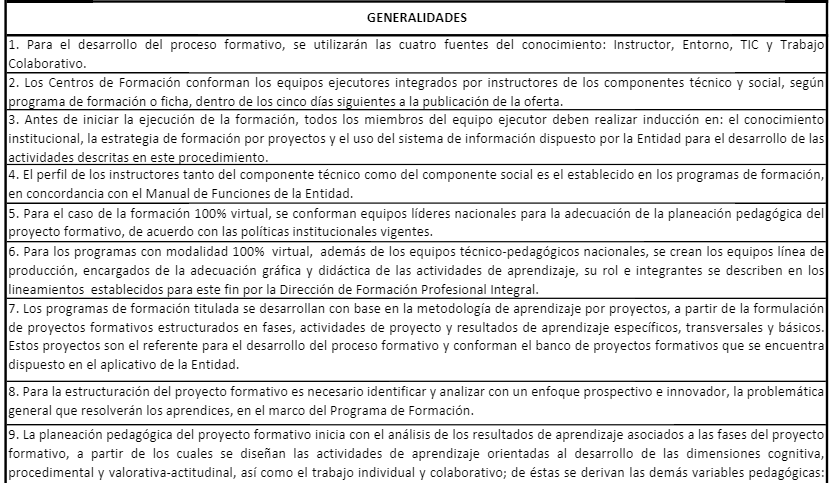 GENERALIDADES
1. Para el desarrollo del proceso formativo, se utilizarán las cuatro fuentes del conocimiento: Instructor, Entorno, TIC y Trabajo
Colaborativo.
2. Los Centros de Formación conforman los equipos ejecutores integrados por instructores de los componentes técnico y social, según
programa de formación o ficha, dentro de los cinco días siguientes a la publicación de la oferta.
3. Antes de iniciar la ejecución de la formación, todos los miembros del equipo ejecutor deben realizar inducción en: el conocimiento
institucional, la estrategia de formación por proyectos y el uso del sistema de información dispuesto por la Entidad para el desarrollo de las
actividades descritas en este procedimiento.
4. El perfil de los instructores tanto del componente técnico como del componente social es el establecido en los programas de formación,
en concordancia con el Manual de Funciones de la Entidad.
5. Para el caso de la formación 100% virtual, se conforman equipos líderes nacionales para la adecuación de la planeación pedagógica del
proyecto formativo, de acuerdo con las políticas institucionales vigentes.
6. Para los programas con modalidad 100% virtual, además de los equipos técnico-pedagógicos nacionales, se crean los equipos línea de
producción, encargados de la adecuación gráfica y didáctica de las actividades de aprendizaje, su rol e integrantes se describen en los
lineamientos establecidos para este fin por la Dirección de Formación Profesional Integral.
7. Los programas de formación titulada se desarrollan con base en la metodología de aprendizaje por proyectos, a partir de la formulación
de proyectos formativos estructurados en fases, actividades de proyecto y resultados de aprendizaje específicos, transversales y básicos.
Estos proyectos son el referente para el desarrollo del proceso formativo y conforman el banco de proyectos formativos que se encuentra
dispuesto en el aplicativo de la Entidad.
8. Para la estructuración del proyecto formativo es necesario identificar y analizar con un enfoque prospectivo e innovador, la problemática
general que resolverán los aprendices, en el marco del Programa de Formación.
9. La planeación pedagógica del proyecto formativo inicia con el análisis de los resultados de aprendizaje asociados a las fases del proyecto
formativo, a partir de los cuales se diseñan las actividades de aprendizaje orientadas al desarrollo de las dimensiones cognitiva,
procedimental y valorativa-actitudinal, así como el trabajo individual y colaborativo; de éstas se derivan las demás variables pedagógicas: